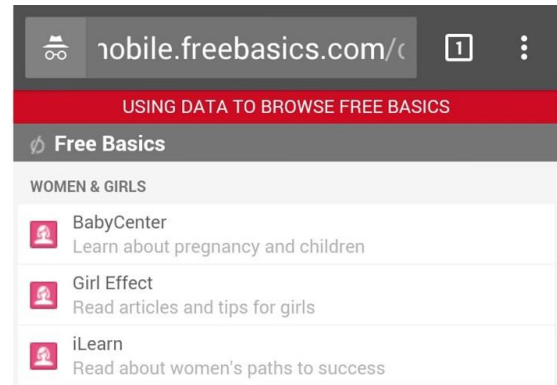 mobile.freebasics.com/
1
USING DATA TO BROWSE FREE BASICS
Free Basics
WOMEN & GIRLS
BabyCenter
Learn about pregnancy and children
Girl Effect
Read articles and tips for girls
iLearn
Read about women's paths to success